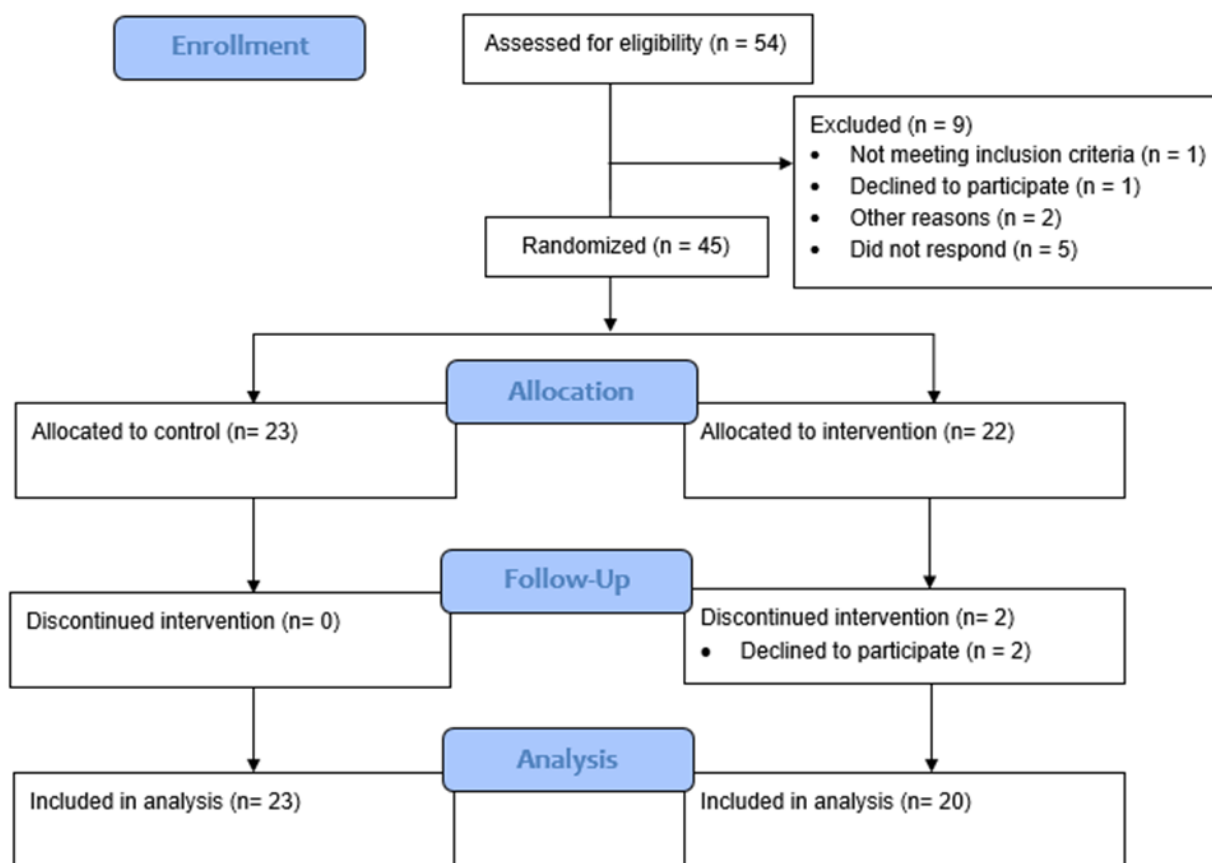 Enrollment
Assessed for eligibility (n = 54)
Excluded (n = 9)
• Not meeting inclusion criteria (n = 1)
• Declined to participate (n = 1)
• Other reasons (n = 2)
• Did not respond (n = 5)
Randomized (n = 45)
Allocation
Allocated to control (n= 23)
Allocated to intervention (n= 22)
Follow-Up
Discontinued intervention (n= 0)
Discontinued intervention (n= 2)
• Declined to participate (n = 2)
Analysis
Included in analysis (n= 23)
Included in analysis (n= 20)